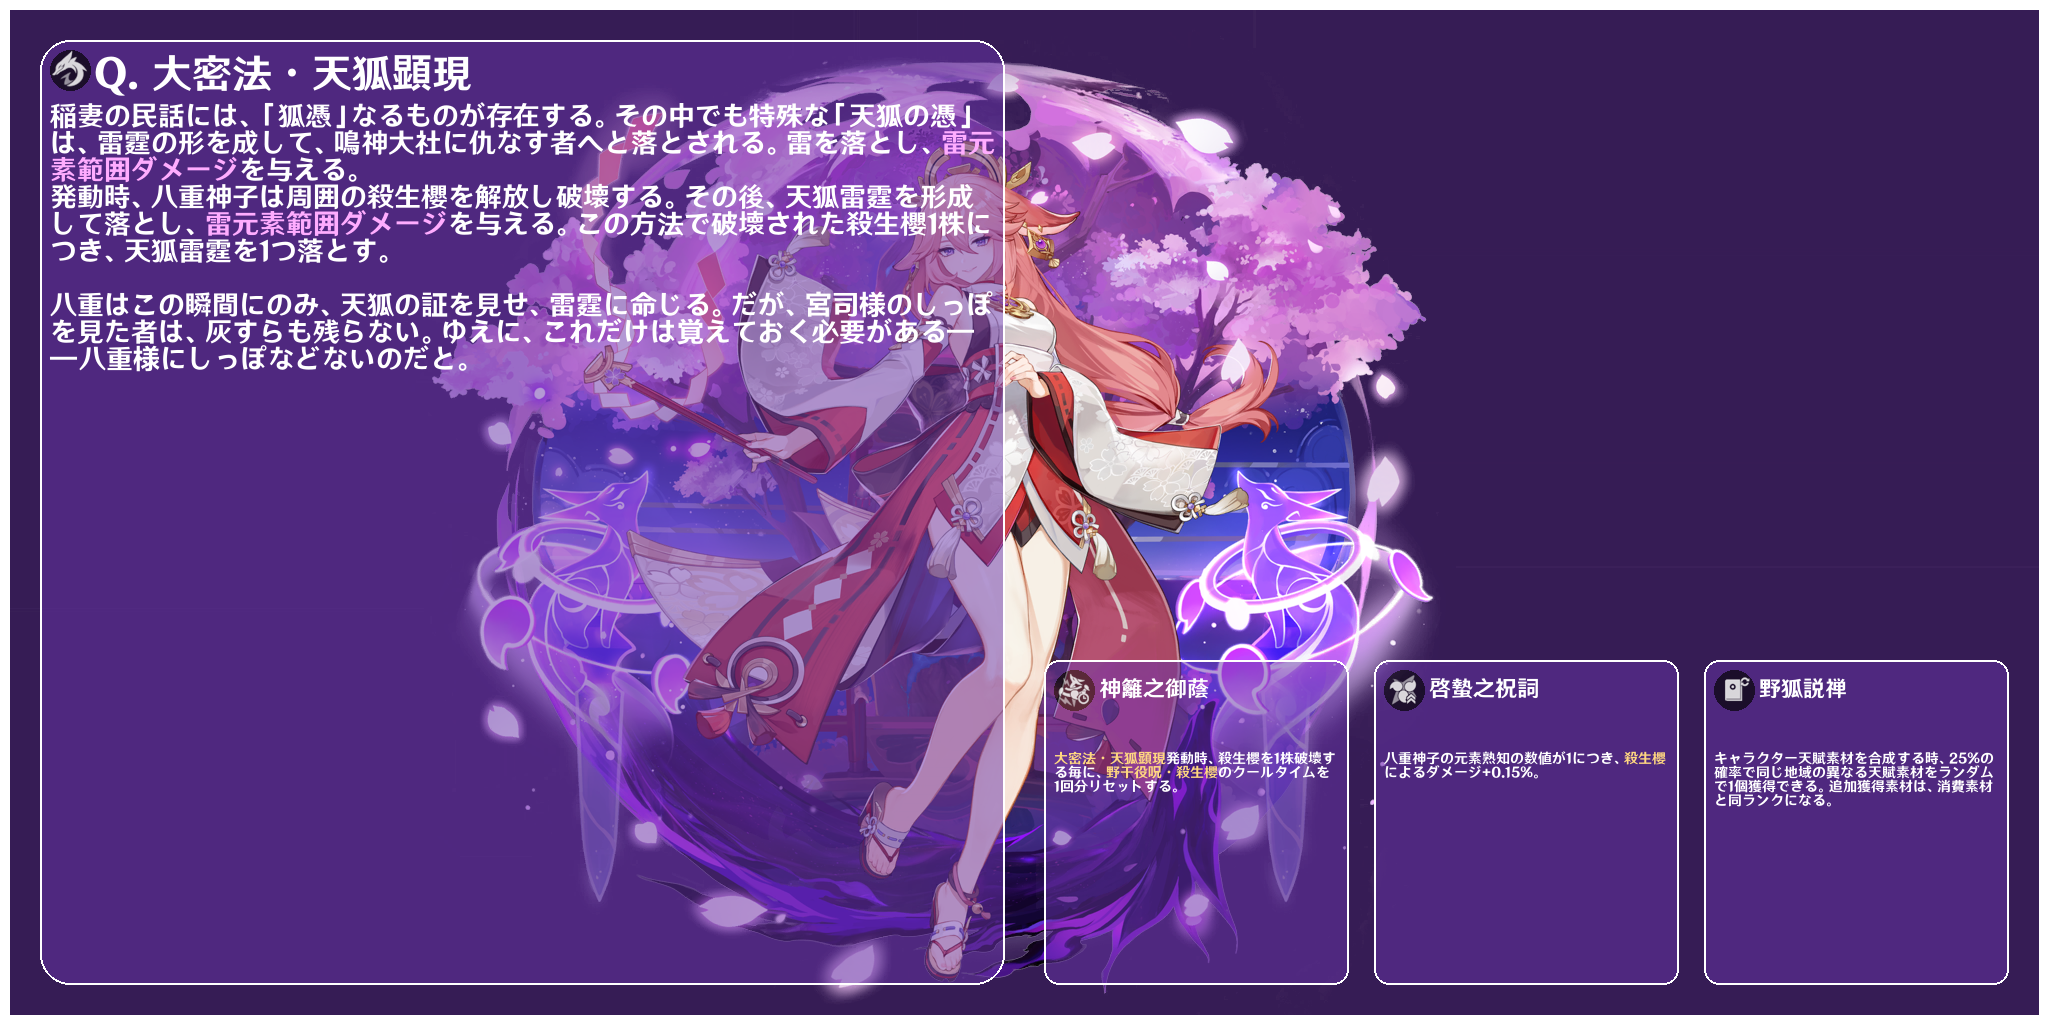 Q. 大密法・天狐顕現
稲妻の民話には、「狐憑」なるものが存在する。その中でも特殊な「天狐の憑」
は、雷霆の形を成して、鳴神大社に仇なす者へと落とされる。雷を落とし、雷元
素範囲ダメージを与える。
発動時、八重神子は周囲の殺生櫻を解放し破壊する。その後、天狐雷霆を形成
して落とし、雷元素範囲ダメージを与える。この方法で破壊された殺生櫻1株に
つき、天狐雷霆を1つ落とす。
八重はこの瞬間にのみ、天狐の証を見せ、雷霆に命じる。だが、宮司様のしっぽ
を見た者は、灰すらも残らない。ゆえに、これだけは覚えておく必要がある—
—八重様にしっぽなどないのだと。
神籬之御蔭
大密法・天狐顕現発動時、殺生櫻を1株破壊す
る毎に、野干役呪・殺生櫻のクールタイムを
1回分リセットする。
啓蟄之祝詞
八重神子の元素熟知の数値が1につき、殺生櫻
によるダメージ+0.15%。
野狐説禅
キャラクター天賦素材を合成する時、25%の
確率で同じ地域の異なる天賦素材をランダム
で1個獲得できる。追加獲得素材は、消費素材
と同ランクになる。